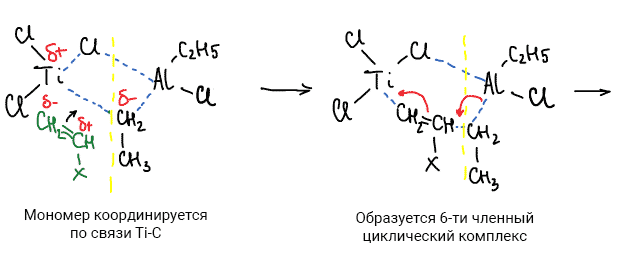 Cl δ+ Cl C2H5
Ti Al
Cl δ- δ- Cl
CH2=CH δ+ CH2
X CH3
Cl Cl C2H5
Ti Al
Cl Cl
CH2=CH CH2
X CH3
Мономер координируется
по связи Ti-C
Образуется 6-ти членный
циклический комплекс